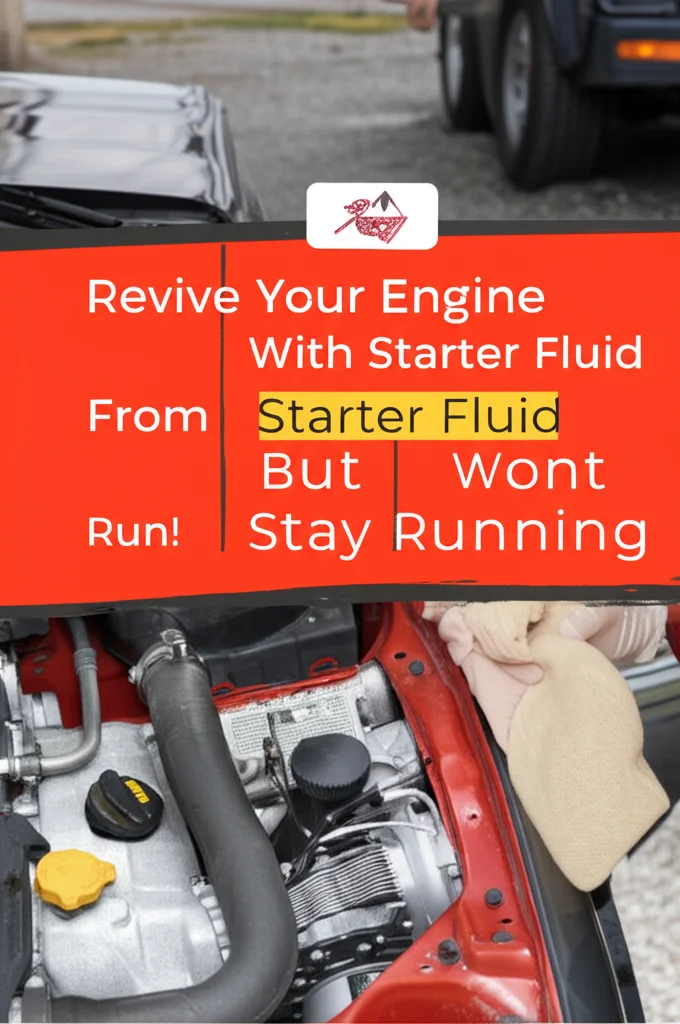 Revive Your Engine
With Starter Fluid
From Starter Fluid
But Wont
Run! Stay Running